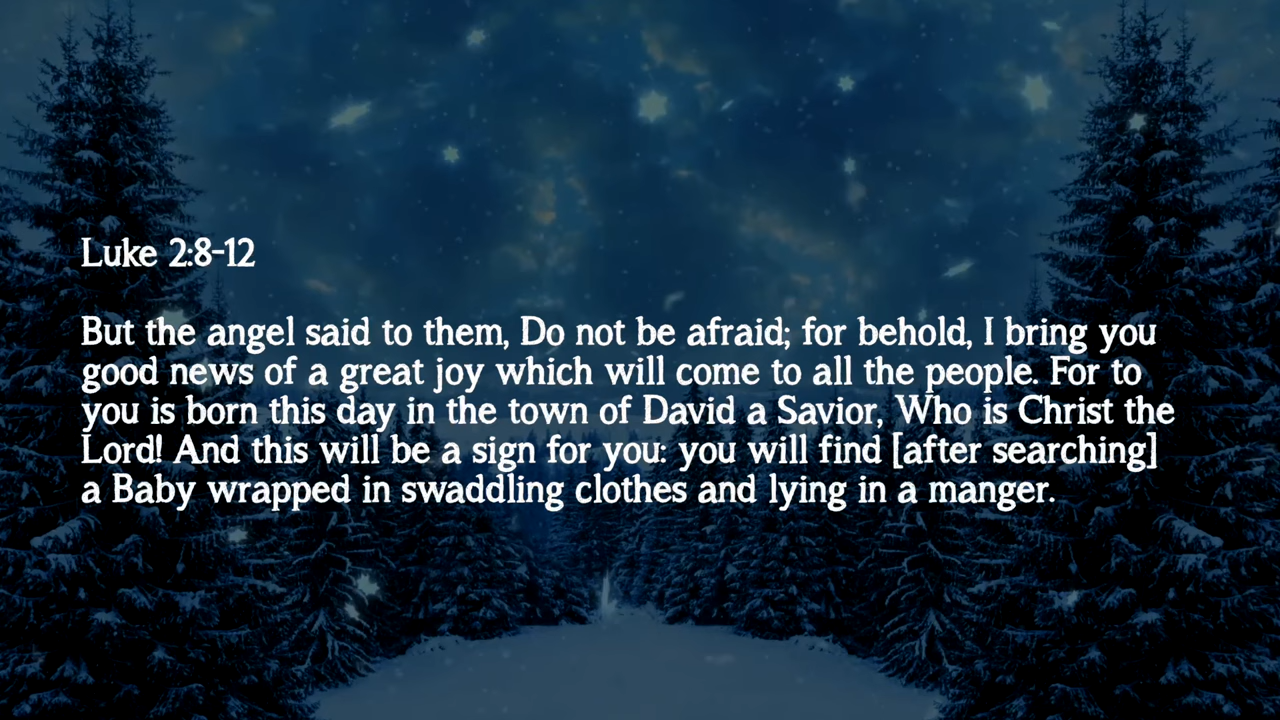 Luke 2:8-12
But the angel said to them, Do not be afraid; for behold, I bring you
good news of a great joy which will come to all the people. For to
you is born this day in the town of David a Savior, Who is Christ the
Lord! And this will be a sign for you: you will find [after searching]
a Baby wrapped in swaddling clothes and lying in a manger.